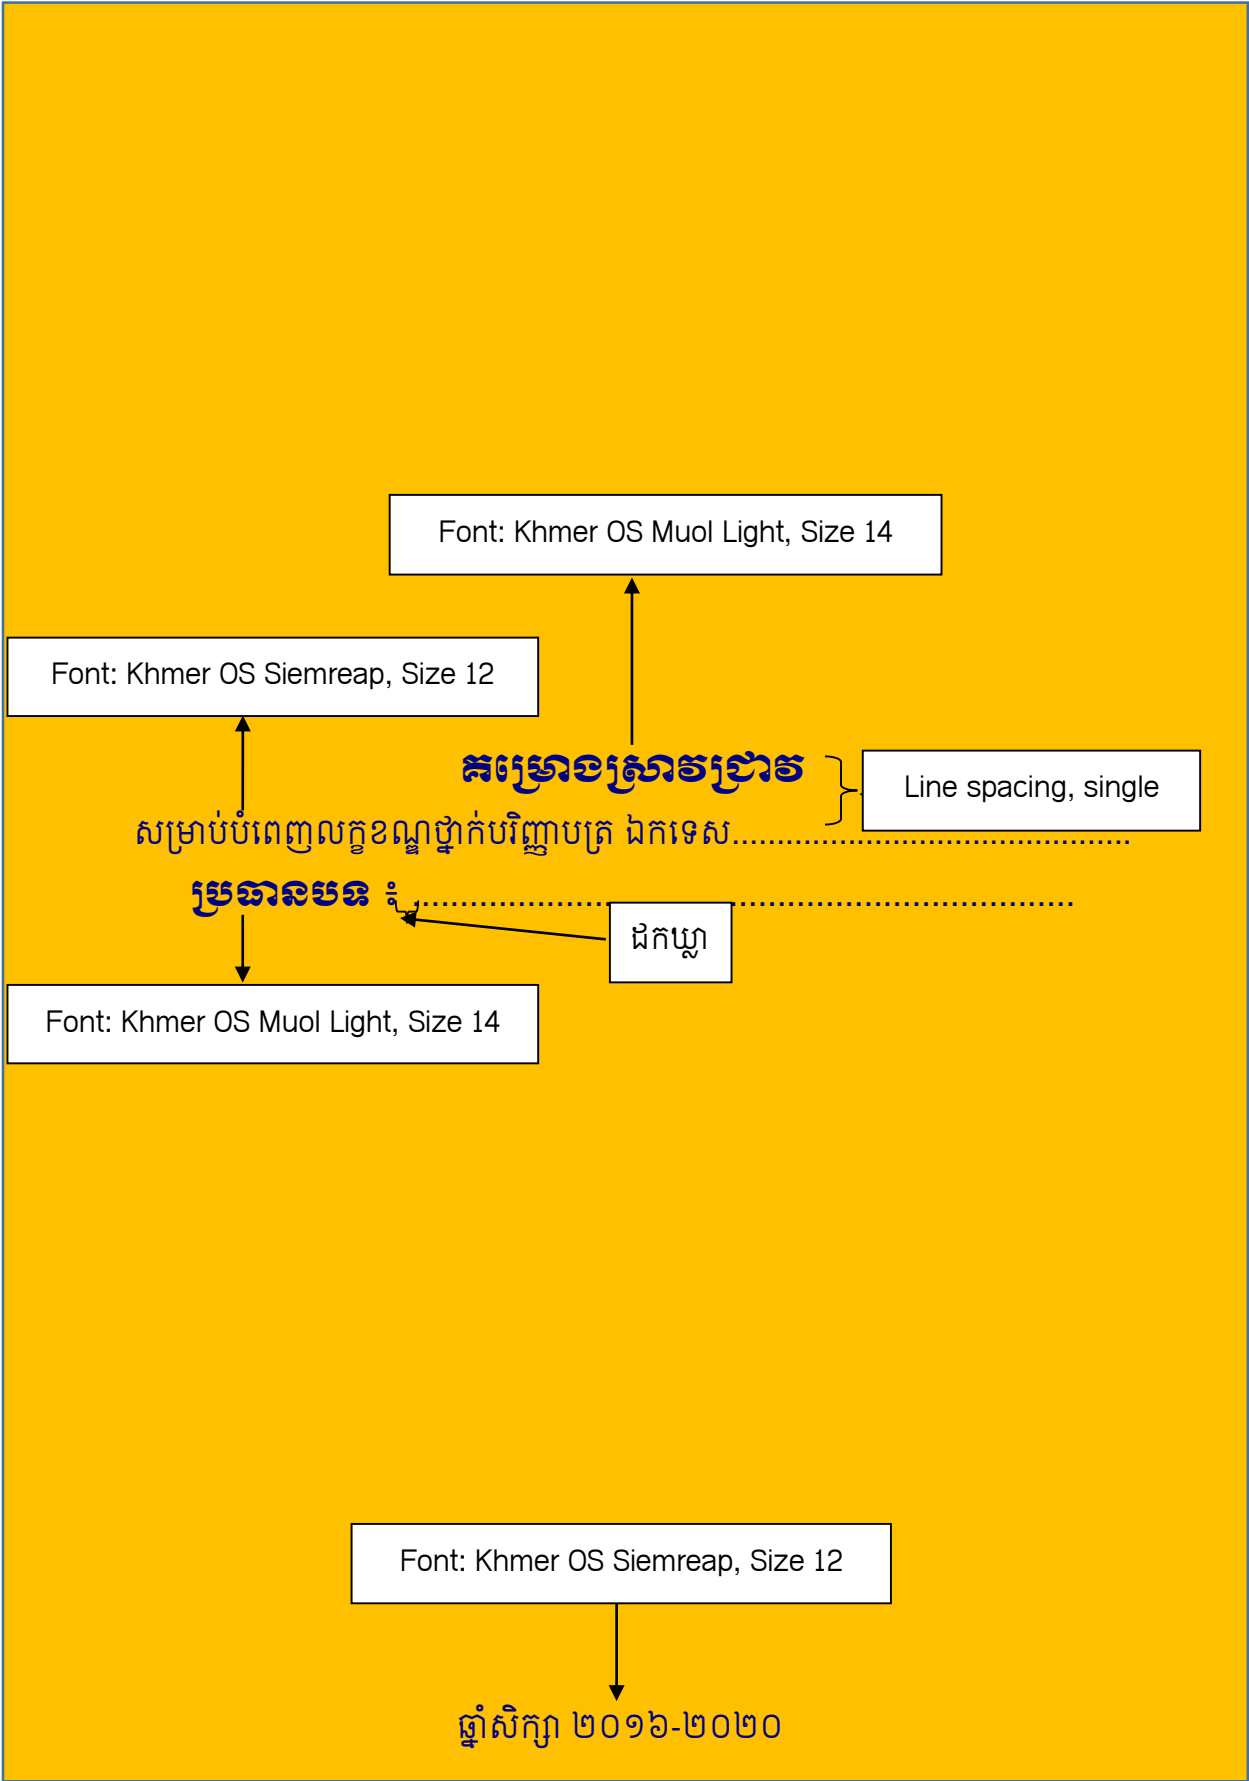 Font: Khmer OS Muol Light, Size 14
Font: Khmer OS Siemreap, Size 12
គម្រោងស្រាវជ្រាវ
Line spacing, single
សម្រាប់បំពេញលក្ខខណ្ឌថ្នាក់បរិញ្ញាបត្រ ឯកទេស.............................................
ប្រធានបទ ៖ ...........................................................................
ដកឃ្លា
Font: Khmer OS Muol Light, Size 14
Font: Khmer OS Siemreap, Size 12
ឆ្នាំសិក្សា ២០១៦-២០២០